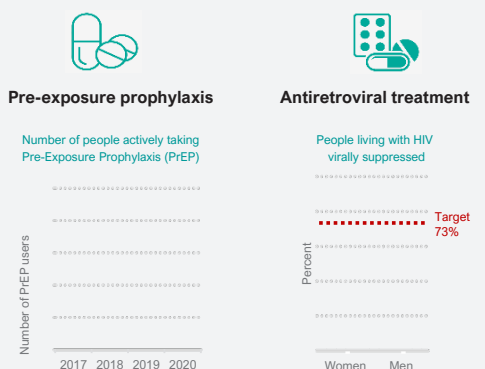 Pre-exposure prophylaxis
Number of people actively taking
Pre-Exposure Prophylaxis (PrEP)
Number of PrEP users
2017 2018 2019 2020
Antiretroviral treatment
People living with HIV
virally suppressed
Target
73%
Percent
Women Men